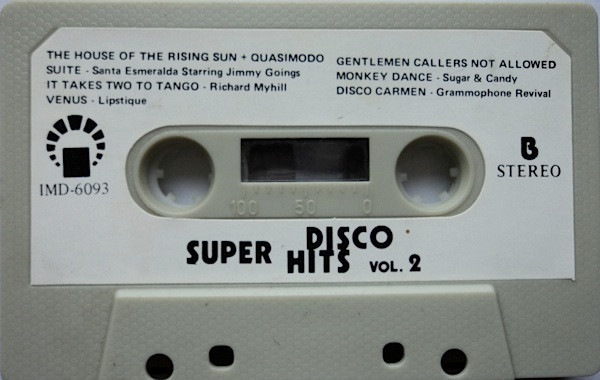 THE HOUSE OF THE RISING SUN + QUASIMODO
SUITE - Santa Esmeralda Starring Jimmy Goings
IT TAKES TWO TO TANGO - Richard Myhill
VENUS - Lipstique
GENTLEMEN CALLERS NOT ALLOWED
MONKEY DANCE - Sugar & Candy
DISCO CARMEN - Grammophone Revival
IMD-6093
B
STEREO
100 50 0
SUPER DISCO
HITS VOL. 2